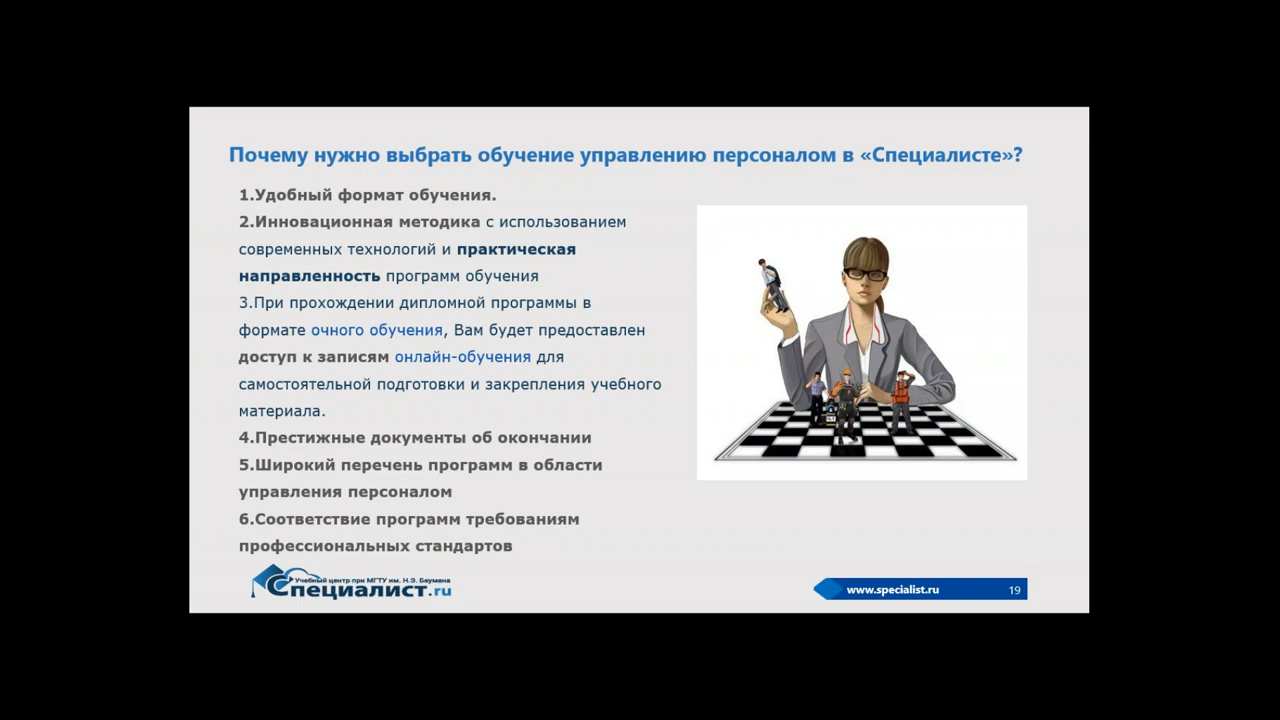 Почему нужно выбрать обучение управлению персоналом в «Специалисте»?
1.Удобный формат обучения.
2.Инновационная методика с использованием
современных технологий и практическая
направленность программ обучения
3.При прохождении дипломной программы в
формате очного обучения, Вам будет предоставлен
доступ к записям онлайн-обучения для
самостоятельной подготовки и закрепления учебного
материала.
4.Престижные документы об окончании
5.Широкий перечень программ в области
управления персоналом
6.Соответствие программ требованиям
профессиональных стандартов
Учебный центр при МГТУ им. Н.Э. Баумана
Специалист.ru
www.specialist.ru
19